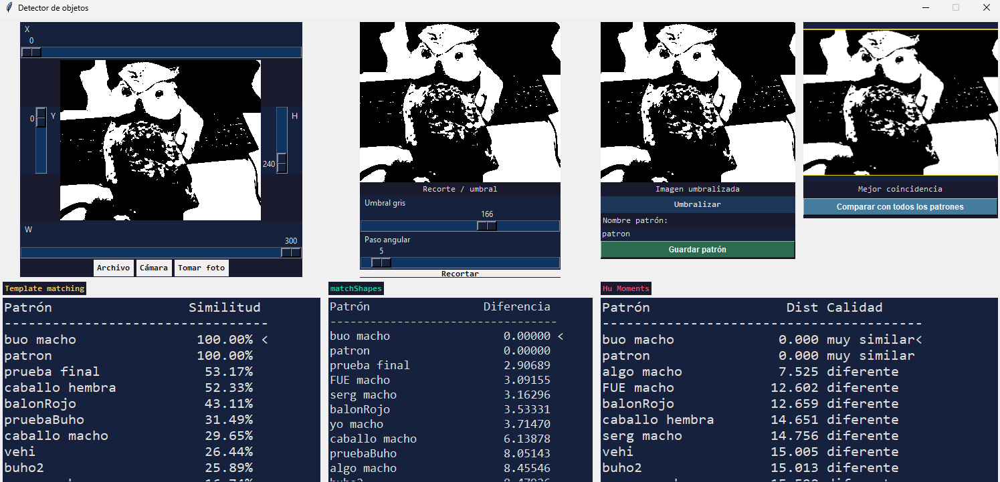 Detector de objetos
X
0
0 Y
H
240
W
300
Archivo Cámara Tomar foto
Recorte / umbral
Umbral gris
166
Paso angular
5
Recortar
Imagen umbralizada
Umbralizar
Nombre patrón:
patron
Guardar patrón
Mejor coincidencia
Comparar con todos los patrones
Template matching
Patrón Similitud
---------------------------------
buo macho 100.00% <
patron 100.00%
prueba final 53.17%
caballo hembra 52.33%
balonRojo 43.11%
pruebaBuho 31.49%
caballo macho 29.65%
vehi 26.44%
buho2 25.89%
matchShapes
Patrón Diferencia
----------------------------------
buo macho 0.00000 <
patron 0.00000
prueba final 2.90689
FUE macho 3.09155
serg macho 3.16296
balonRojo 3.53331
yo macho 3.71470
caballo macho 6.13878
pruebaBuho 8.05143
algo macho 8.45546
Hu Moments
Patrón Dist Calidad
----------------------------------------
buo macho 0.000 muy similar<
patron 0.000 muy similar
algo macho 7.525 diferente
FUE macho 12.602 diferente
balonRojo 12.659 diferente
caballo hembra 14.651 diferente
serg macho 14.756 diferente
vehi 15.005 diferente
buho2 15.013 diferente